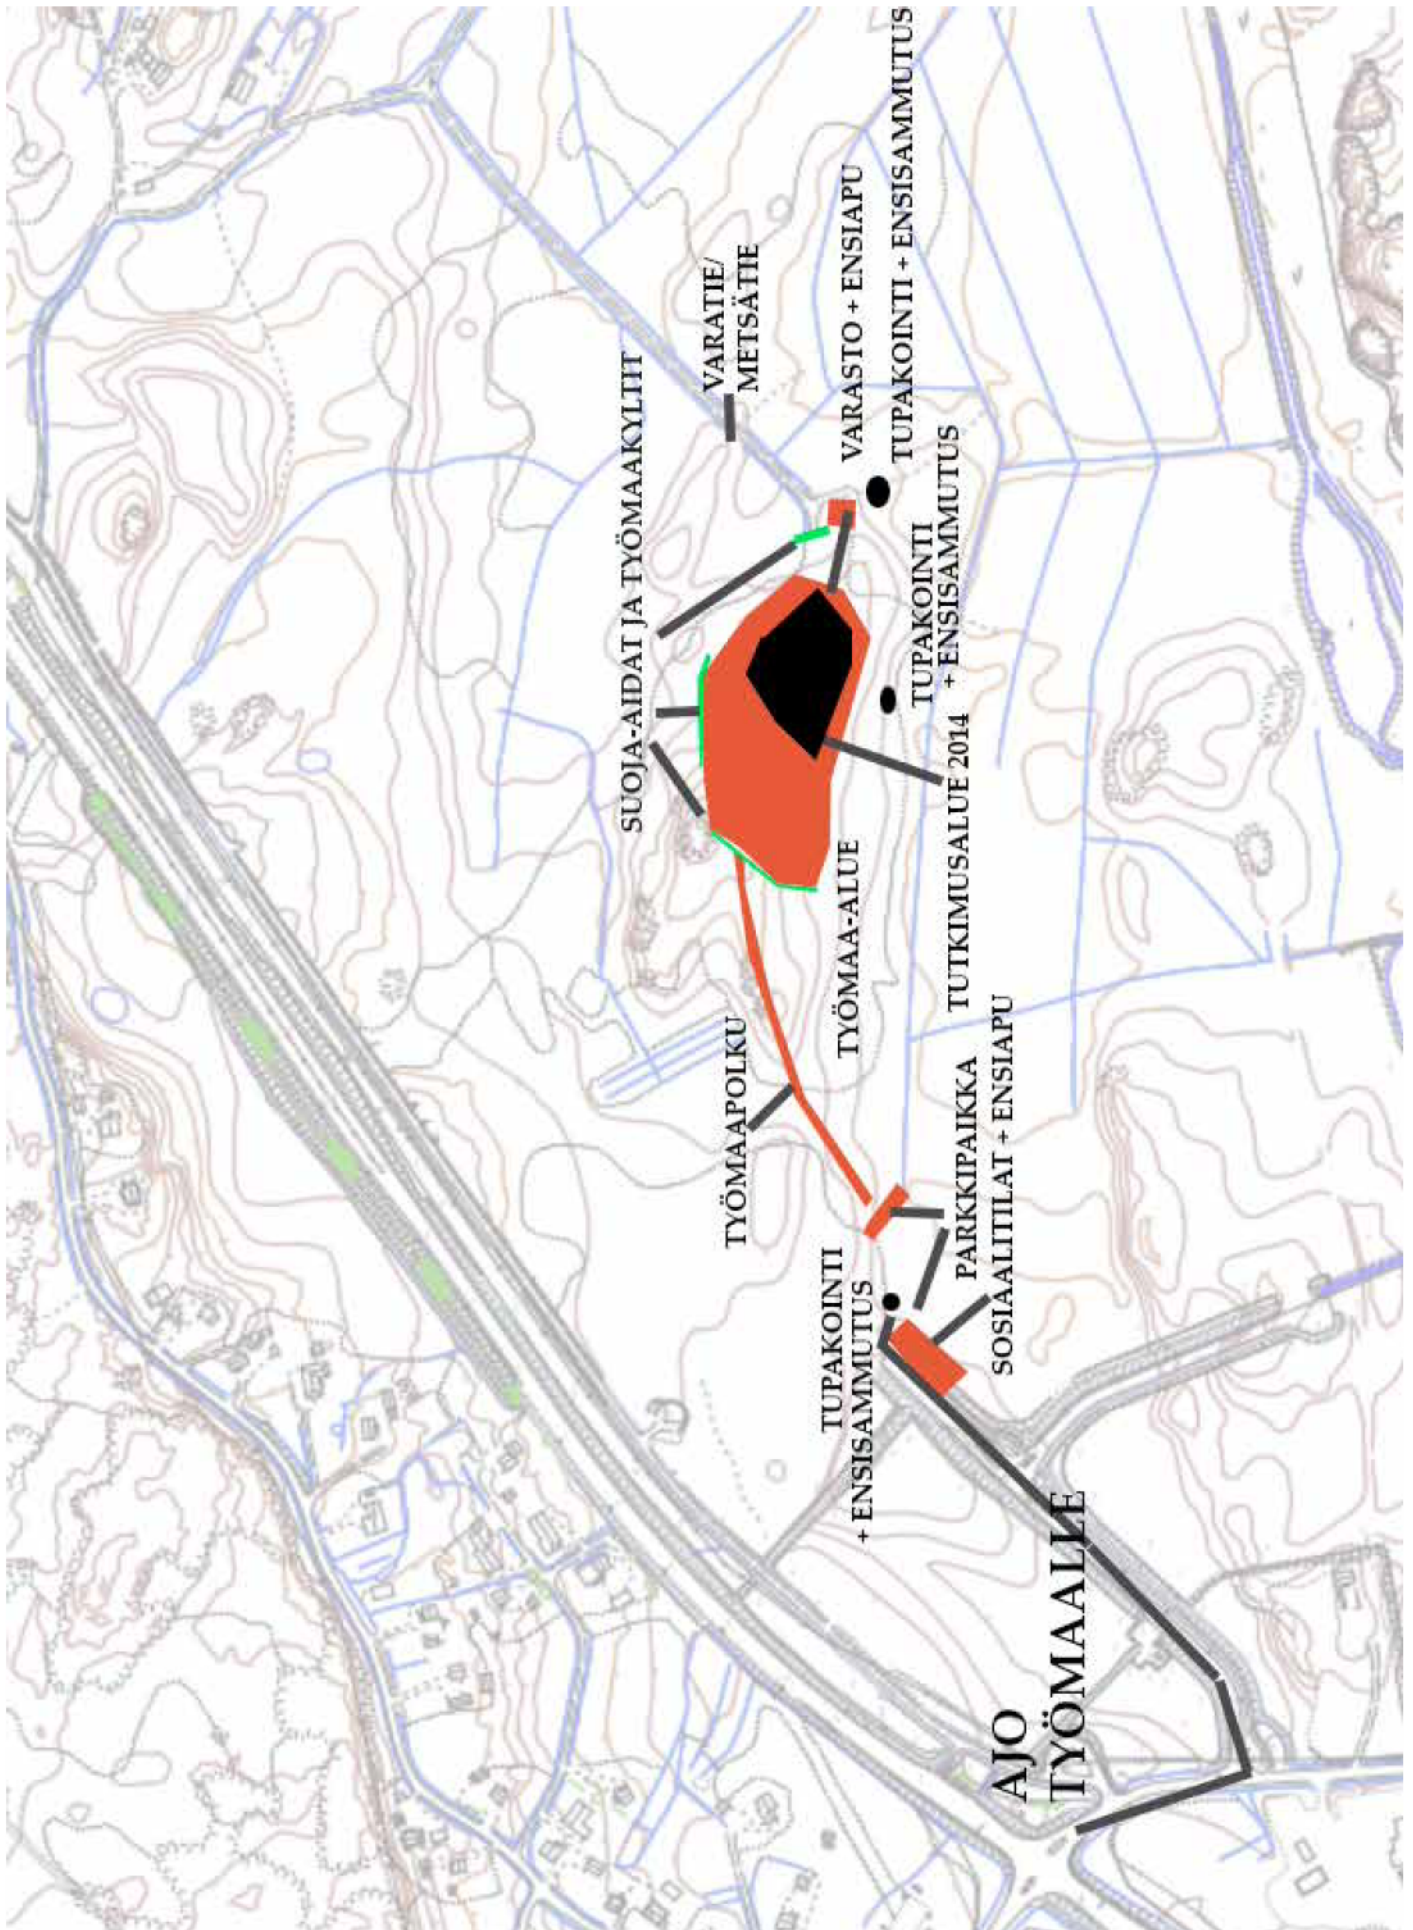 SUOJA-AIDAT JA TYÖMAAKYLTIT
VARATIE/
METSÄTIE
VARASTO + ENSIAPU
TUPAKOINTI + ENSISAMMUTUS
TUPAKOINTI
+ ENSISAMMUTUS
TYÖMAAPOLKU
TYÖMAA-ALUE
TUTKIMUSALUE 2014
TUPAKOINTI
+ ENSISAMMUTUS
PARKKIPAIKKA
SOSIAALITILAT + ENSIAPU
AJO
TYÖMAALLE